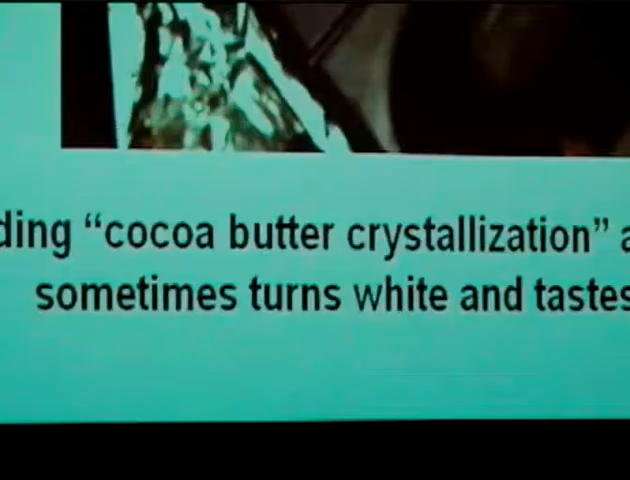 ding “cocoa butter crystallization” a
sometimes turns white and tastes